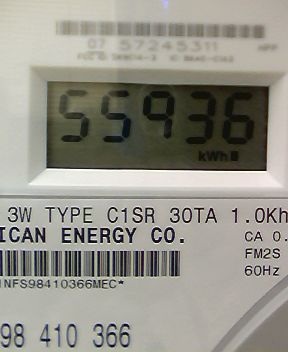 07 57245311
55936
kWh
3W TYPE C1SR 30TA 1.0Kh
ICAN ENERGY CO.
CA 0.
FM2S
60Hz
NFS98410366MEC*
98 410 366